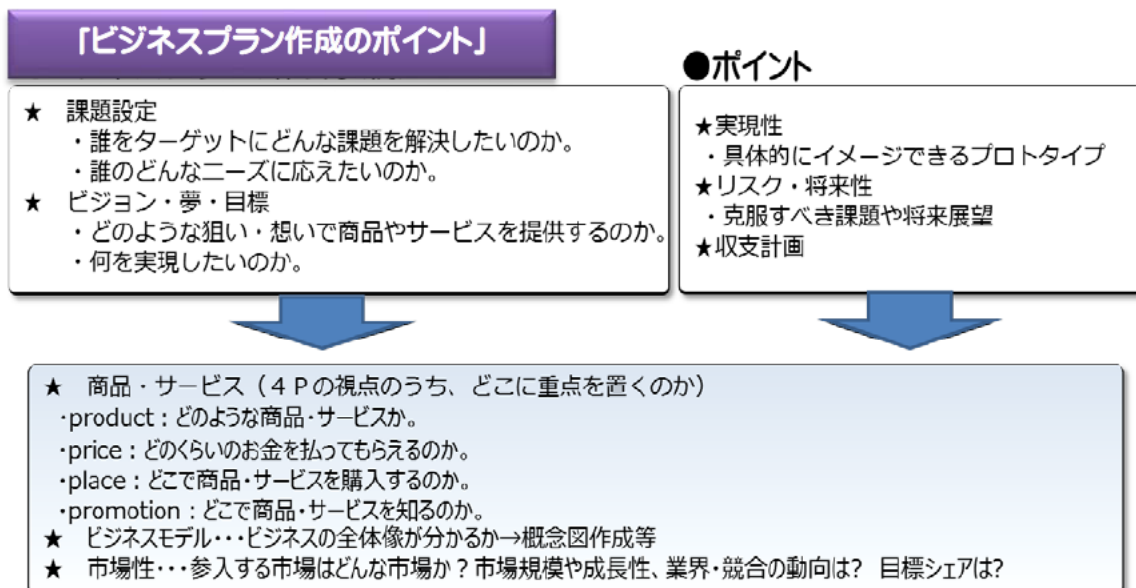 「ビジネスプラン作成のポイント」
★ 課題設定
・誰をターゲットにどんな課題を解決したいのか。
・誰のどんなニーズに応えたいのか。
★ ビジョン・夢・目標
・どのような狙い・想いで商品やサービスを提供するのか。
・何を実現したいのか。
●ポイント
★実現性
・具体的にイメージできるプロトタイプ
★リスク・将来性
・克服すべき課題や将来展望
★収支計画
★ 商品・サービス（４Ｐの視点のうち、どこに重点を置くのか）
・product：どのような商品・サービスか。
・price：どのくらいのお金を払ってもらえるのか。
・place：どこで商品・サービスを購入するのか。
・promotion：どこで商品・サービスを知るのか。
★ ビジネスモデル・・・ビジネスの全体像が分かるか→概念図作成等
★ 市場性・・・参入する市場はどんな市場か？市場規模や成長性、業界・競合の動向は？ 目標シェアは？